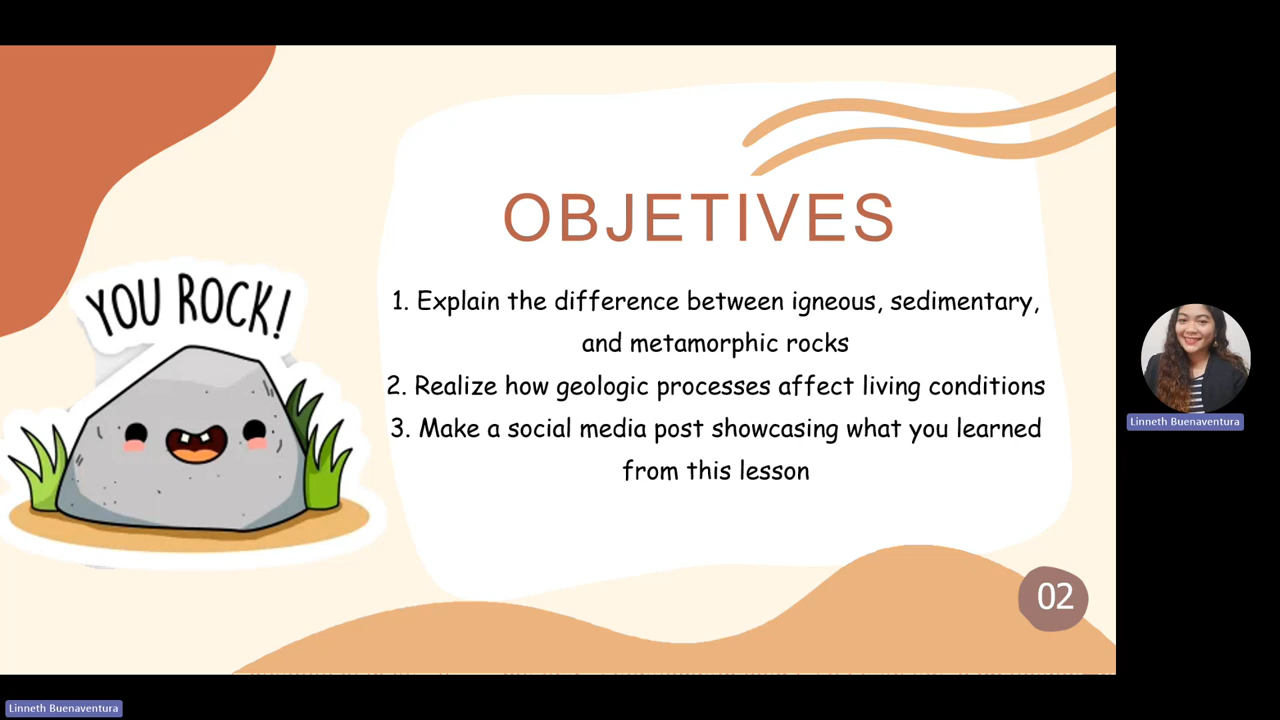 YOU ROCK!
OBJETIVES
1. Explain the difference between igneous, sedimentary,
and metamorphic rocks
2. Realize how geologic processes affect living conditions
3. Make a social media post showcasing what you learned
from this lesson
02
Linneth Buenaventura
Linneth Buenaventura